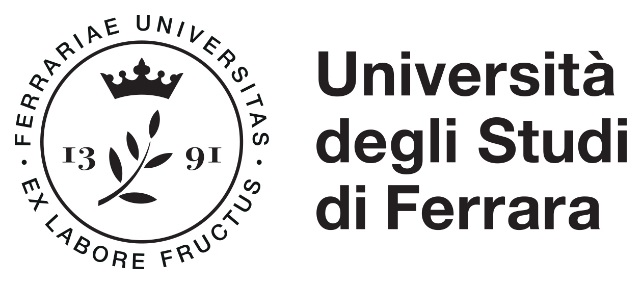 · FERRARIAE UNIVERSITAS ·
13 91
EX LABORE FRUCTUS
Università
degli Studi
di Ferrara